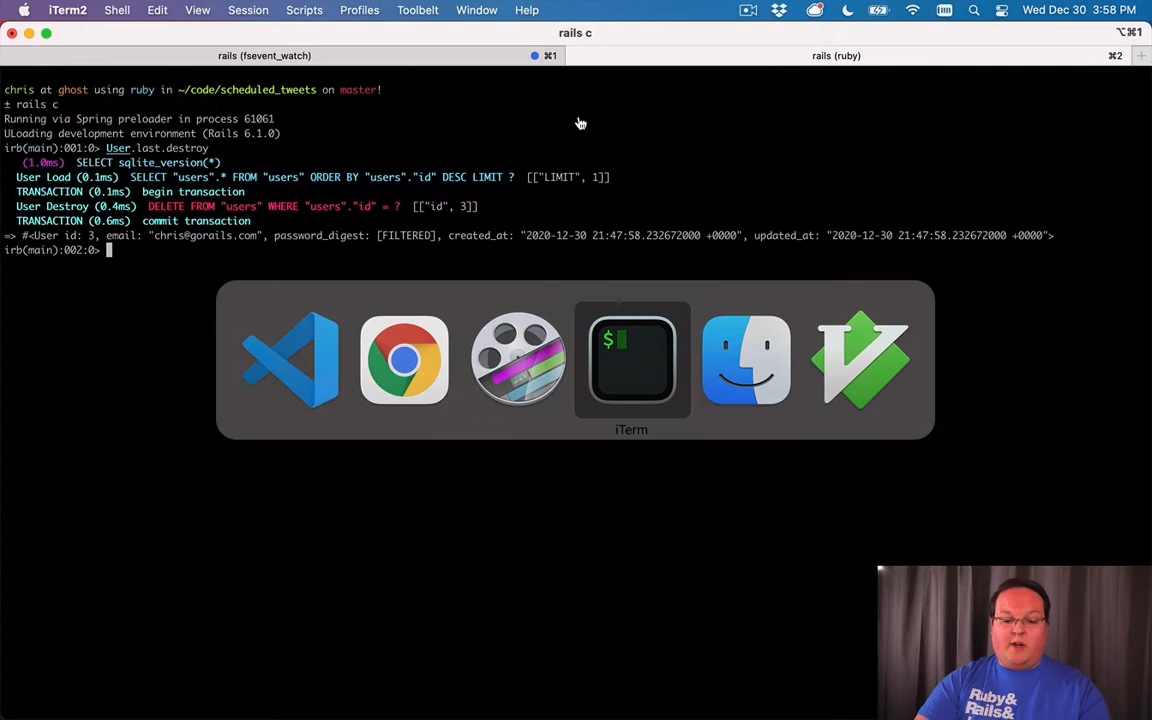 iTerm2 Shell Edit View Session Scripts Profiles Toolbelt Window Help Wed Dec 30 3:58 PM
rails c ⌥⌘1
rails (fsevent_watch) ⌘1 rails (ruby) ⌘2
chris at ghost using ruby in ~/code/scheduled_tweets on master!
± rails c
Running via Spring preloader in process 61061
ULoading development environment (Rails 6.1.0)
irb(main):001:0> User.last.destroy
(1.0ms) SELECT sqlite_version(*)
User Load (0.1ms) SELECT "users".* FROM "users" ORDER BY "users"."id" DESC LIMIT ? [["LIMIT", 1]]
TRANSACTION (0.1ms) begin transaction
User Destroy (0.4ms) DELETE FROM "users" WHERE "users"."id" = ? [["id", 3]]
TRANSACTION (0.6ms) commit transaction
=> #<User id: 3, email: "chris@gorails.com", password_digest: [FILTERED], created_at: "2020-12-30 21:47:58.232672000 +0000", updated_at: "2020-12-30 21:47:58.232672000 +0000">
irb(main):002:0>
$
iTerm
Ruby&
Rails&